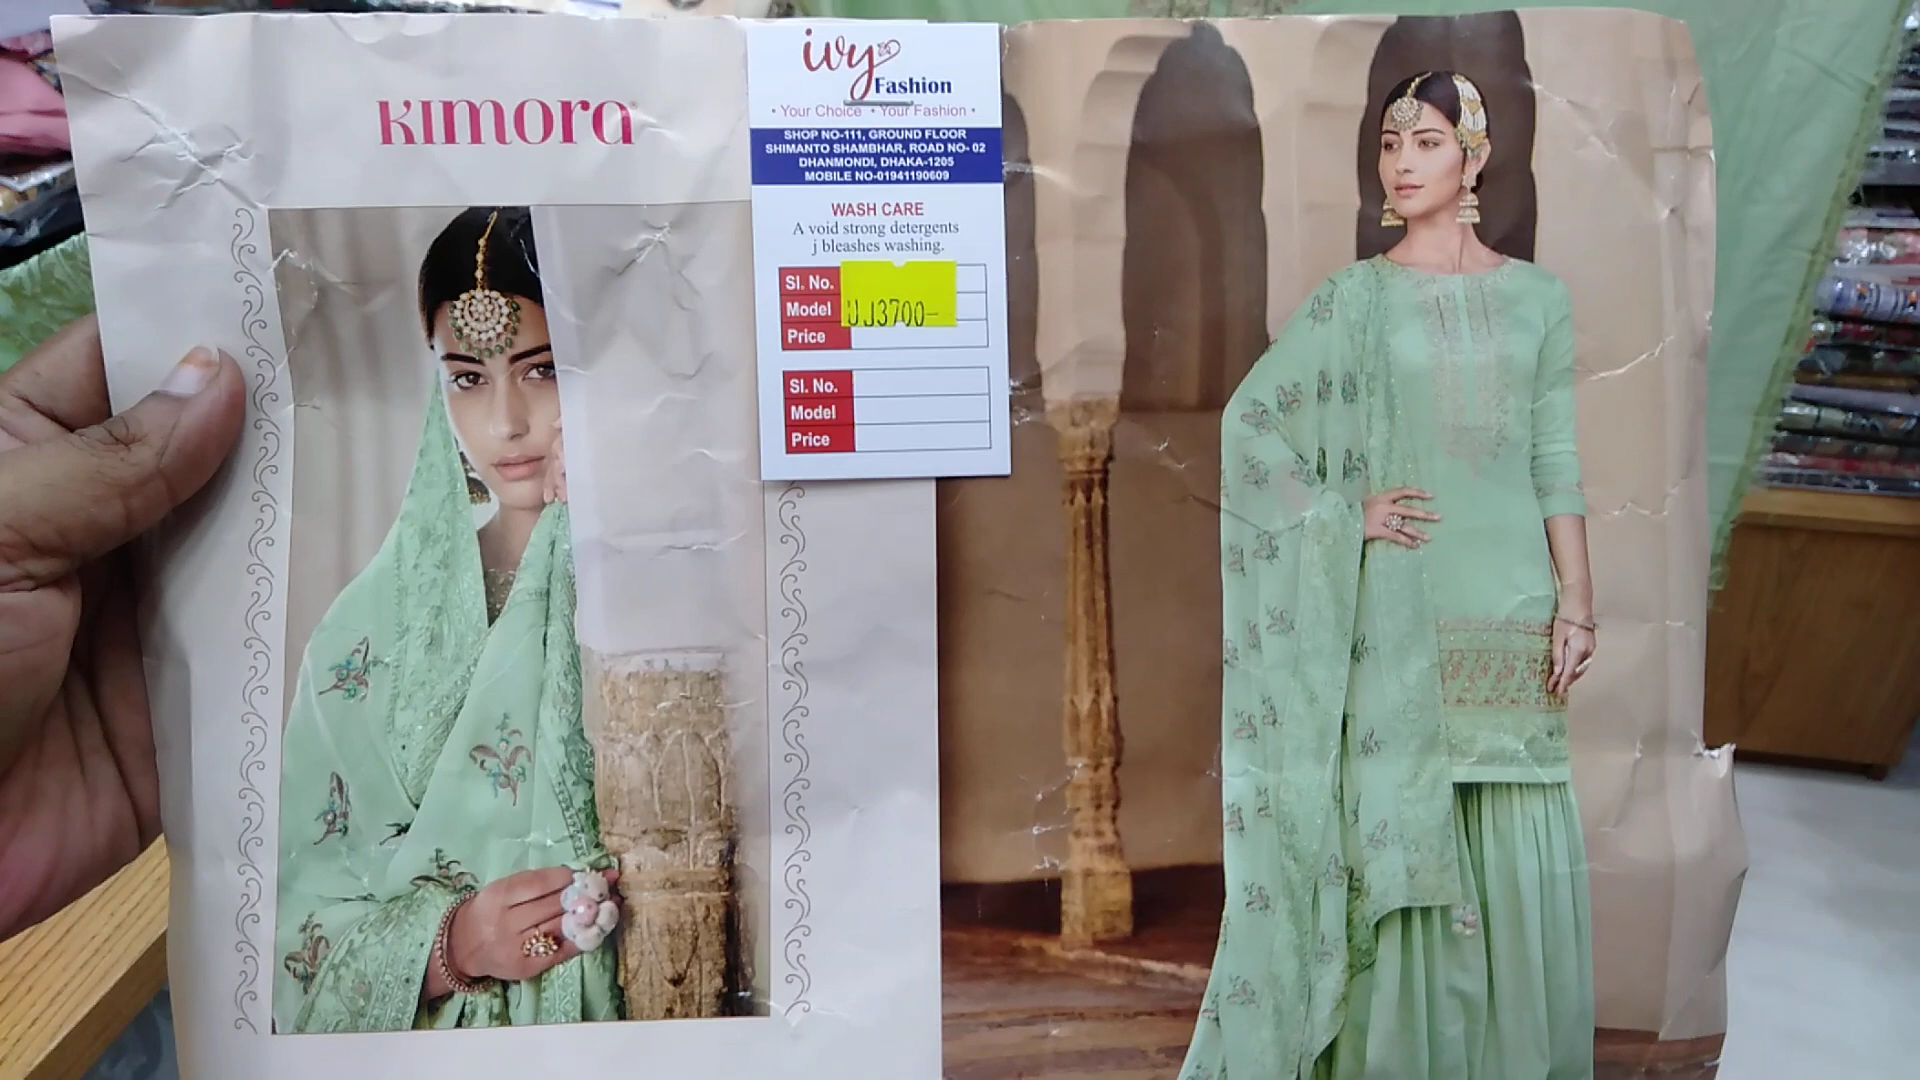 KIMORA
ivy
Fashion
• Your Choice • Your Fashion •
SHOP NO-111, GROUND FLOOR
SHIMANTO SHAMBHAR, ROAD NO- 02
DHANMONDI, DHAKA-1205
MOBILE NO-01941190609
WASH CARE
A void strong detergents
j bleashes washing.
Sl. No.
Model JJ3700-
Price
Sl. No.
Model
Price